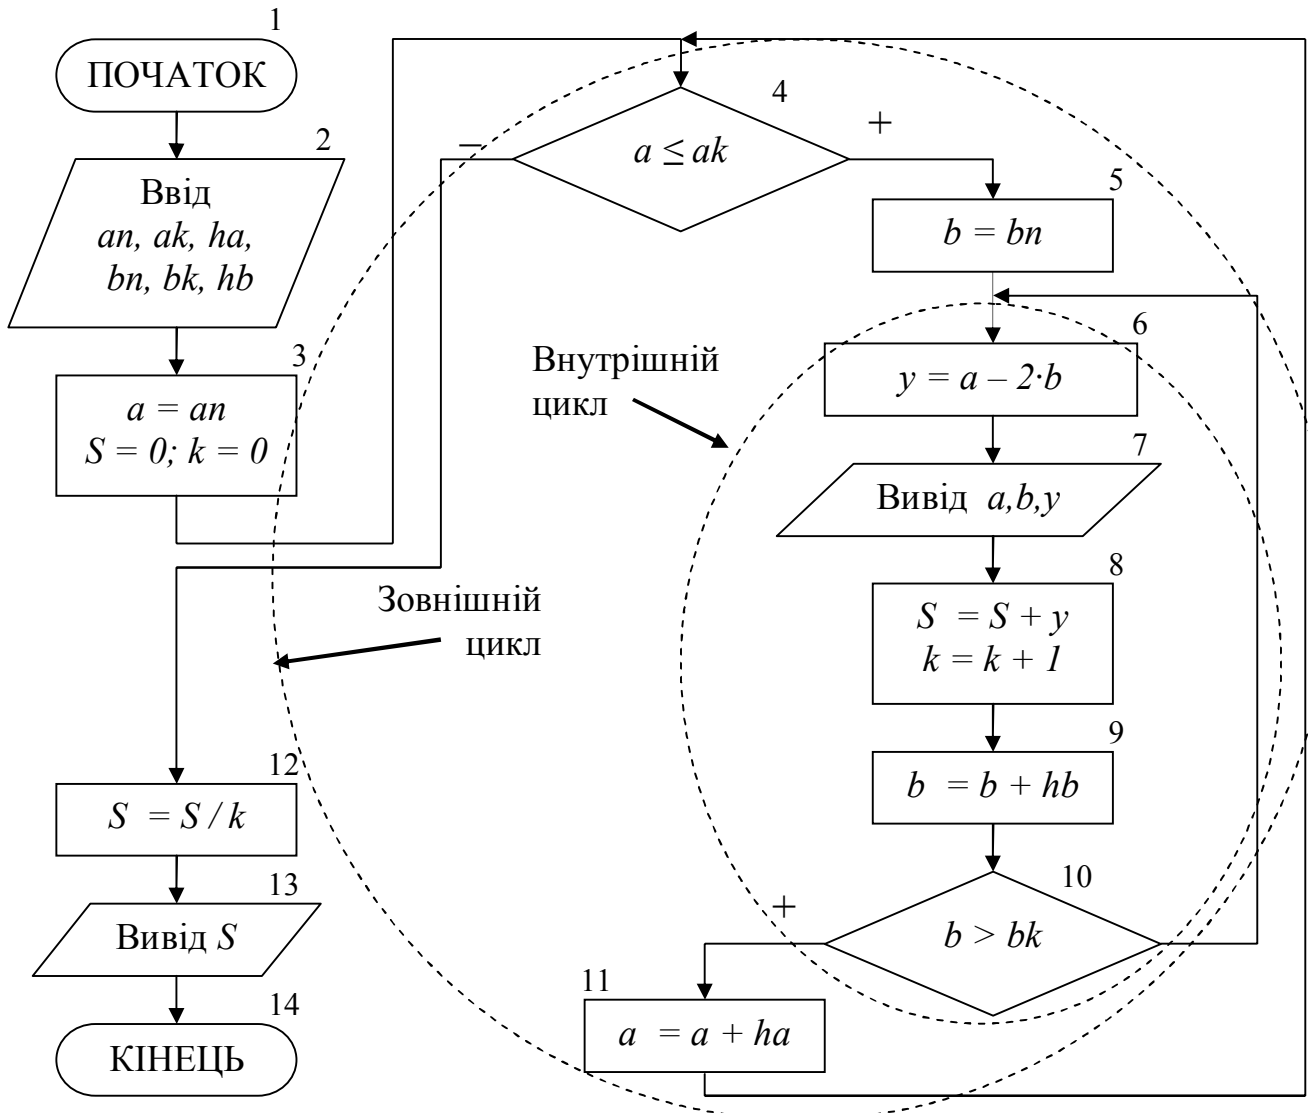 1
ПОЧАТОК
2
Ввід
an, ak, ha,
bn, bk, hb
3
a = an
S = 0; k = 0
4
a ≤ ak
+
–
5
b = bn
Внутрішній
цикл
6
y = a – 2·b
7
Вивід a,b,y
8
S = S + y
k = k + 1
9
b = b + hb
10
b > bk
+
11
a = a + ha
Зовнішній
цикл
12
S = S / k
13
Вивід S
14
КІНЕЦЬ